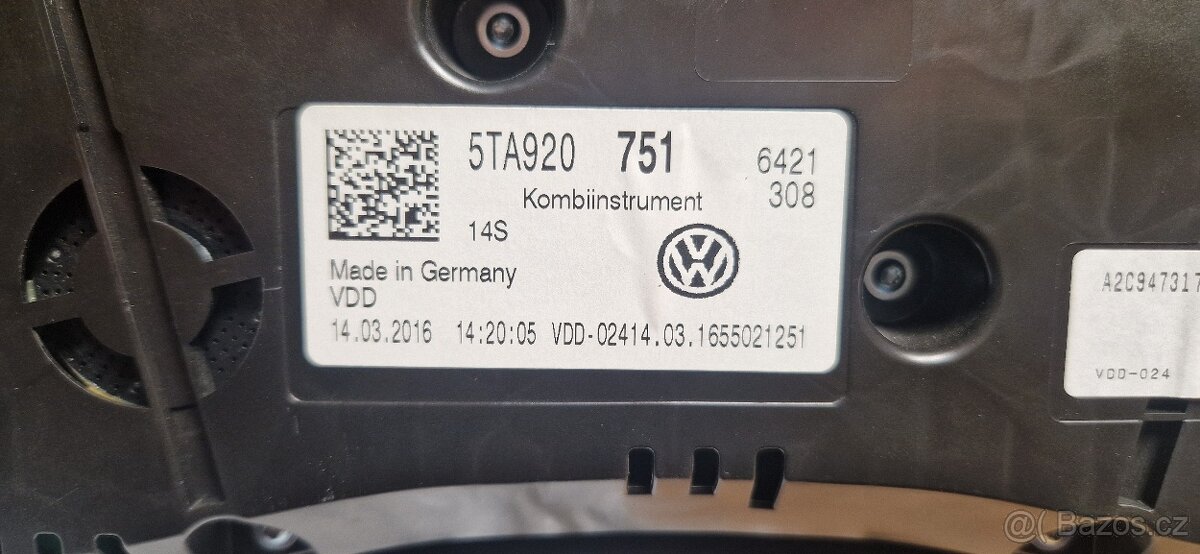 5TA920 751 6421
Kombiinstrument 308
14S
Made in Germany
VDD
14.03.2016 14:20:05 VDD-02414.03.1655021251
A2C947317
VDD-024
@( Bazos.cz